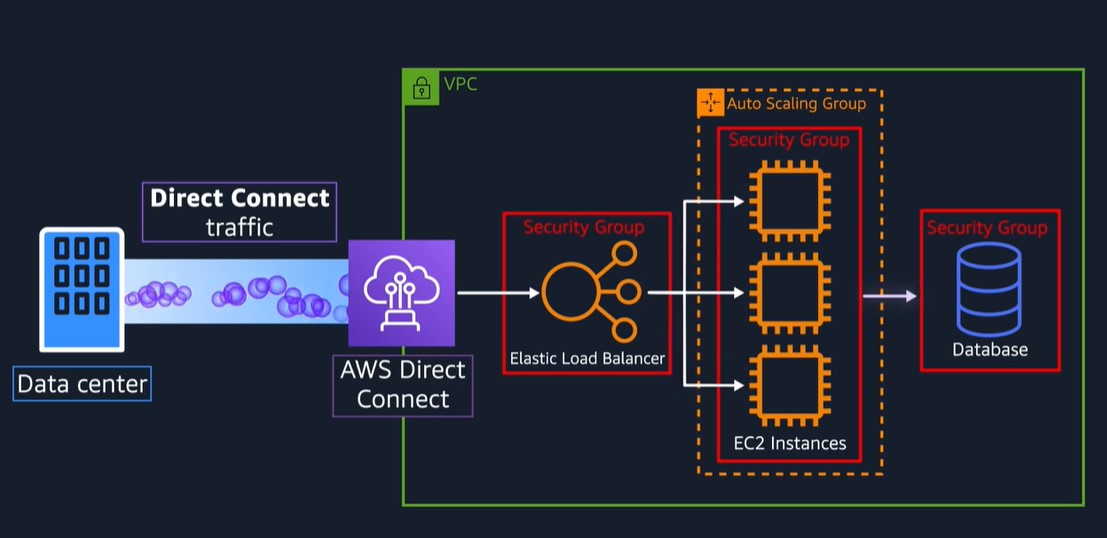 VPC
Auto Scaling Group
Security Group
Direct Connect
traffic
Security Group
Security Group
Elastic Load Balancer
Database
AWS Direct
Connect
Data center
EC2 Instances